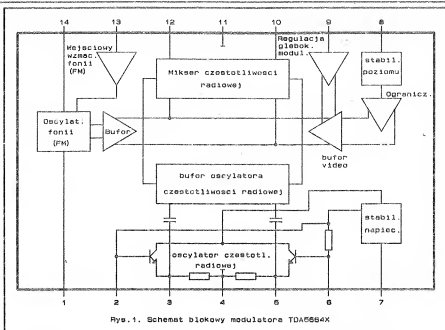 14 13 12 11 10 9 8
Wejsciowy
wzmac.
fonii
(FM)
Regulacja
glebok.
modul.
stabil.
poziomu
Mikser czestotliwosci
radiowej
Ogranicz.
Oscylat.
fonii
(FM)
Bufor
bufor
video
bufor oscylatora
czestotliwosci radiowej
stabil.
napiec.
oscylator czestotl.
radiowej
1 2 3 4 5 6 7
Rys.1. Schemat blokowy modulatora TDA5664X